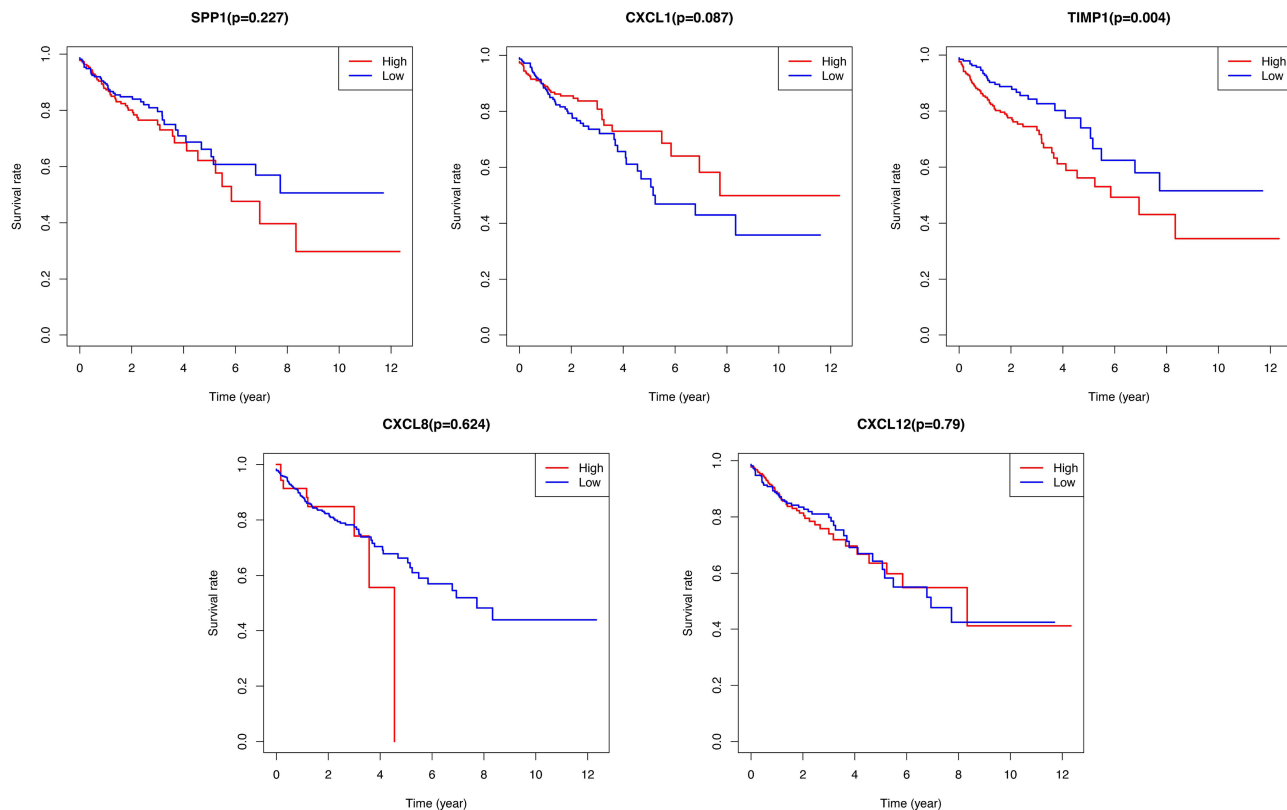 SPP1(p=0.227)
High
Low
Survival rate
0.0 0.2 0.4 0.6 0.8 1.0
0 2 4 6 8 10 12
Time (year)
CXCL1(p=0.087)
High
Low
Survival rate
0.0 0.2 0.4 0.6 0.8 1.0
0 2 4 6 8 10 12
Time (year)
TIMP1(p=0.004)
High
Low
Survival rate
0.0 0.2 0.4 0.6 0.8 1.0
0 2 4 6 8 10 12
Time (year)
CXCL8(p=0.624)
High
Low
Survival rate
0.0 0.2 0.4 0.6 0.8 1.0
0 2 4 6 8 10 12
Time (year)
CXCL12(p=0.79)
High
Low
Survival rate
0.0 0.2 0.4 0.6 0.8 1.0
0 2 4 6 8 10 12
Time (year)